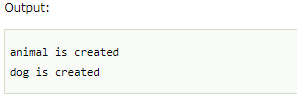 Output:
animal is created
dog is created